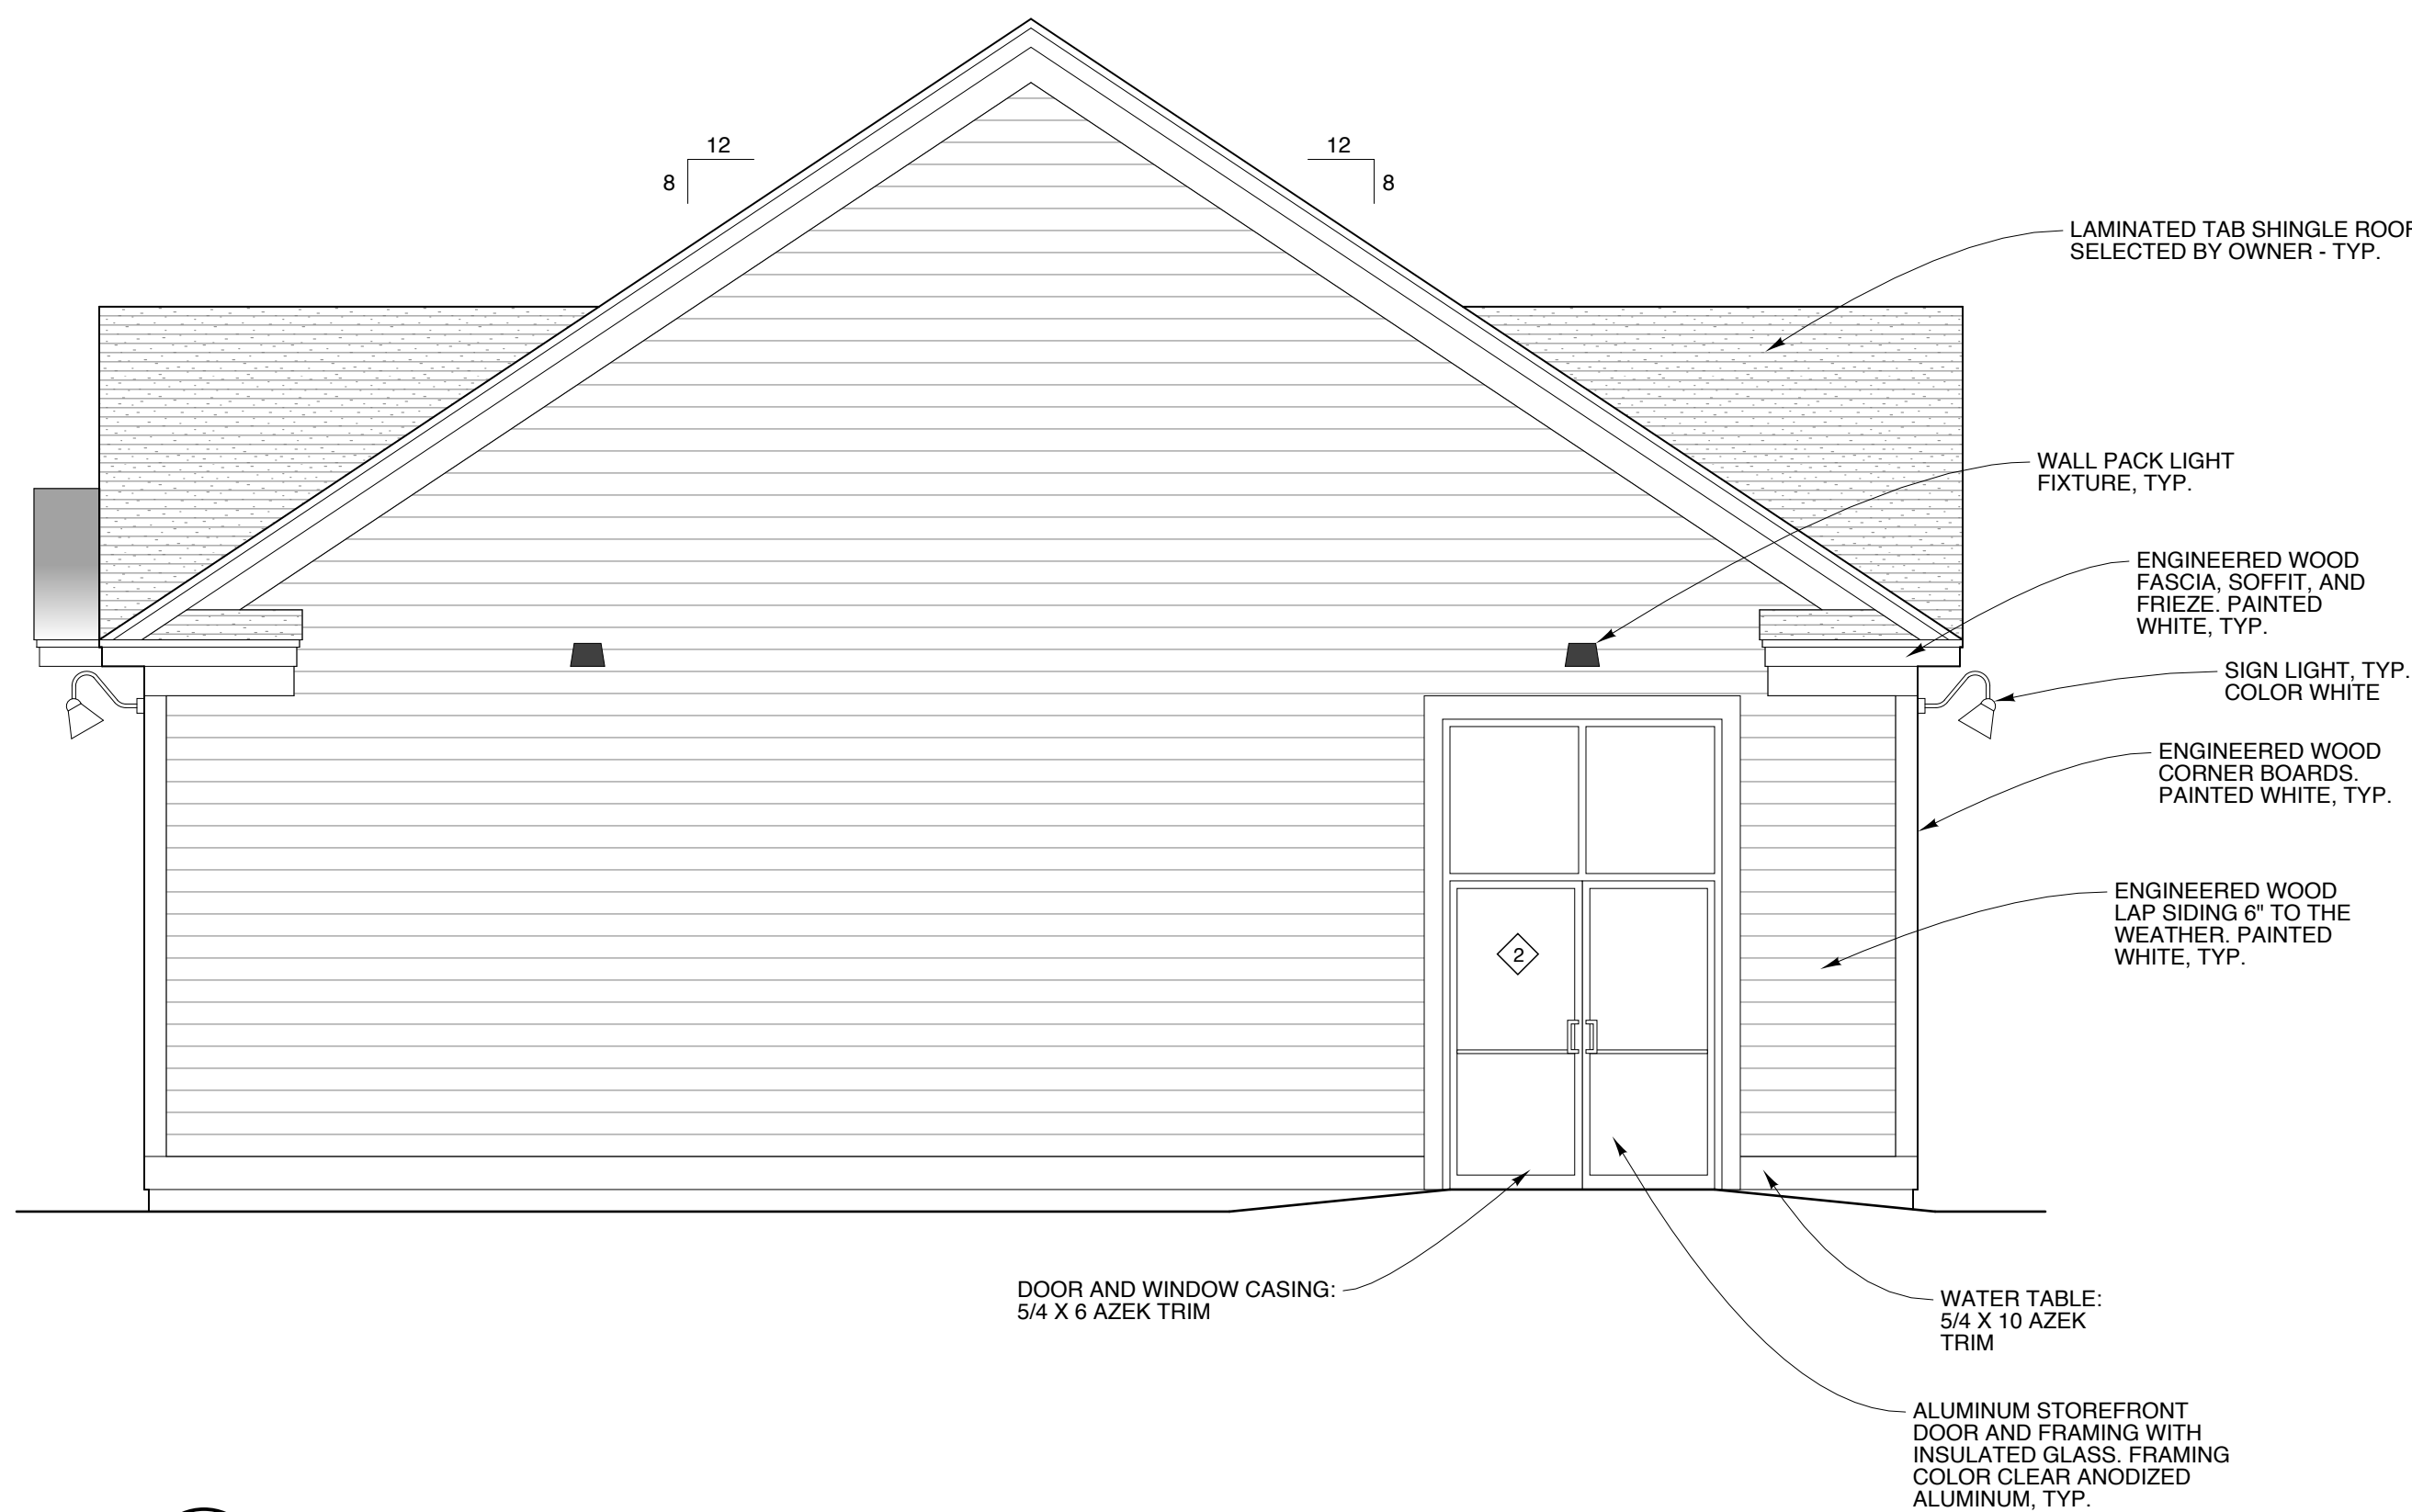 12
8
12
8
LAMINATED TAB SHINGLE ROOF
SELECTED BY OWNER - TYP.
WALL PACK LIGHT
FIXTURE, TYP.
ENGINEERED WOOD
FASCIA, SOFFIT, AND
FRIEZE. PAINTED
WHITE, TYP.
SIGN LIGHT, TYP.
COLOR WHITE
ENGINEERED WOOD
CORNER BOARDS.
PAINTED WHITE, TYP.
ENGINEERED WOOD
LAP SIDING 6" TO THE
WEATHER. PAINTED
WHITE, TYP.
2
DOOR AND WINDOW CASING:
5/4 X 6 AZEK TRIM
WATER TABLE:
5/4 X 10 AZEK
TRIM
ALUMINUM STOREFRONT
DOOR AND FRAMING WITH
INSULATED GLASS. FRAMING
COLOR CLEAR ANODIZED
ALUMINUM, TYP.